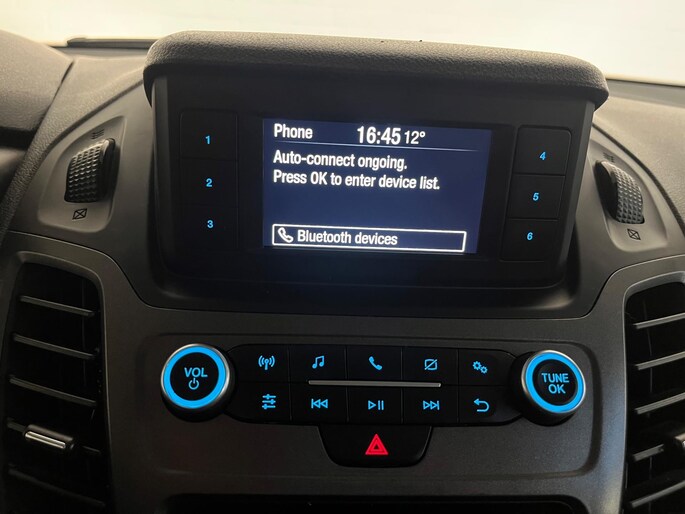 Phone 16:45 12°
Auto-connect ongoing.
Press OK to enter device list.
Bluetooth devices
1
2
3
4
5
6
VOL
TUNE
OK